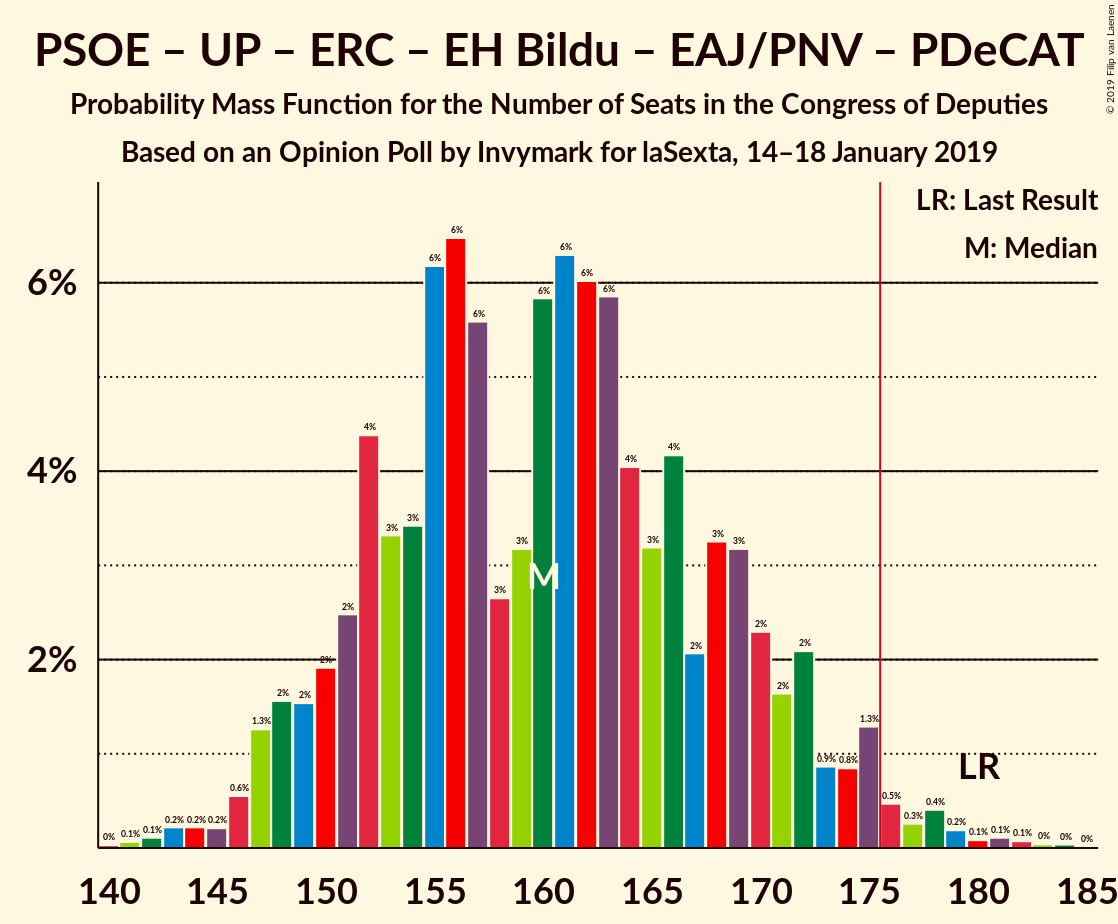 PSOE – UP – ERC – EH Bildu – EAJ/PNV – PDeCAT
Probability Mass Function for the Number of Seats in the Congress of Deputies
Based on an Opinion Poll by Invymark for laSexta, 14–18 January 2019
© 2019 Filip van Laenen
LR: Last Result
M: Median
6%
4%
2%
0% 0.1% 0.1% 0.2% 0.2% 0.2% 0.6% 1.3% 2% 2% 2% 2% 4% 3% 3% 6% 6% 6% 3% 3% 6% 6% 6% 6% 4% 3% 4% 2% 3% 3% 2% 2% 2% 0.9% 0.8% 1.3% 0.5% 0.3% 0.4% 0.2% 0.1% 0.1% 0.1% 0% 0% 0%
M
LR
140 145 150 155 160 165 170 175 180 185